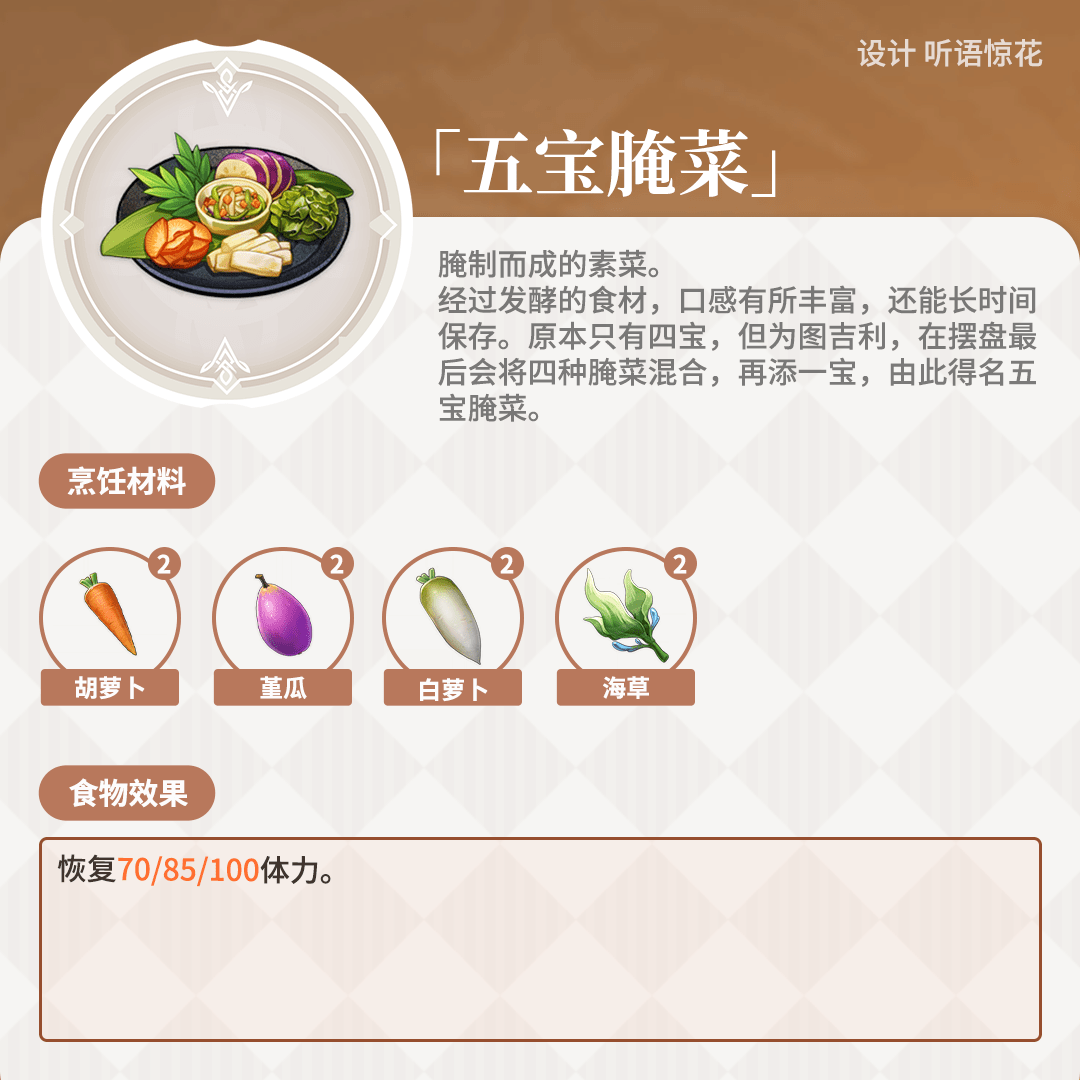 设计 听语惊花
「五宝腌菜」
腌制而成的素菜。
经过发酵的食材，口感有所丰富，还能长时间
保存。原本只有四宝，但为图吉利，在摆盘最
后会将四种腌菜混合，再添一宝，由此得名五
宝腌菜。
烹饪材料
2 2 2 2
胡萝卜 堇瓜 白萝卜 海草
食物效果
恢复70/85/100体力。